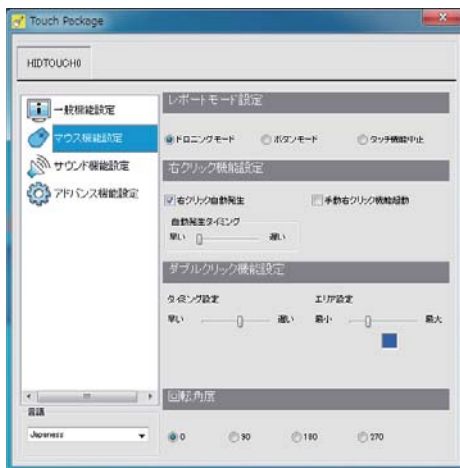 Touch Package
HIDTOUCH0
一般機能設定
マウス機能設定
サウンド機能設定
アドバンス機能設定
言語
Japanese
レポートモード設定
ドロニングモード
ボタンモード
タッチ機能中止
右クリック機能設定
右クリック自動発生
手動右クリック機能起動
自動発生タイミング
早い 遅い
ダブルクリック機能設定
タイミング設定 エリア設定
早い 遅い 最小 最大
回転角度
0 90 180 270